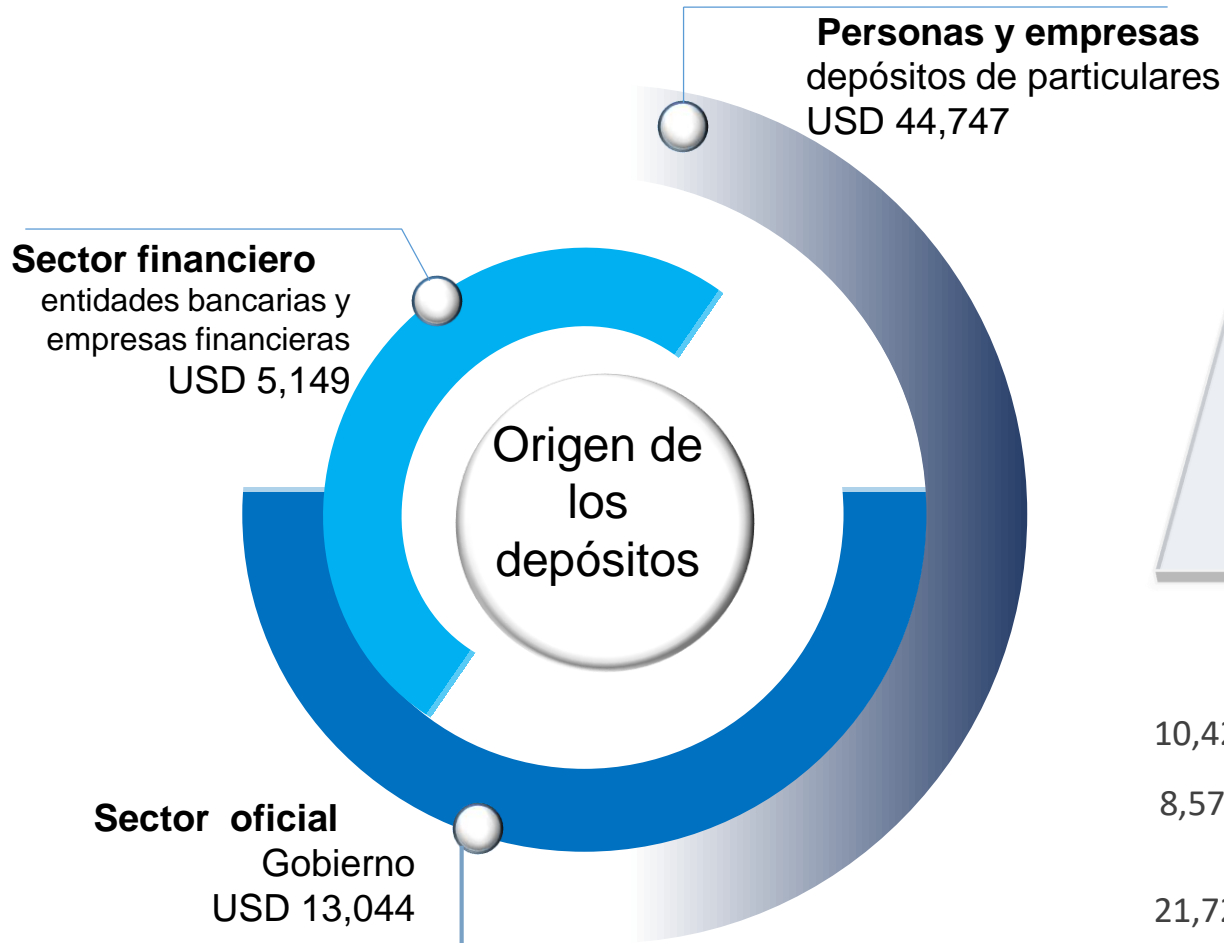 Personas y empresas
depósitos de particulares
USD 44,747
Sector financiero
entidades bancarias y
empresas financieras
USD 5,149
Origen de
los
depósitos
Sector oficial
Gobierno
USD 13,044